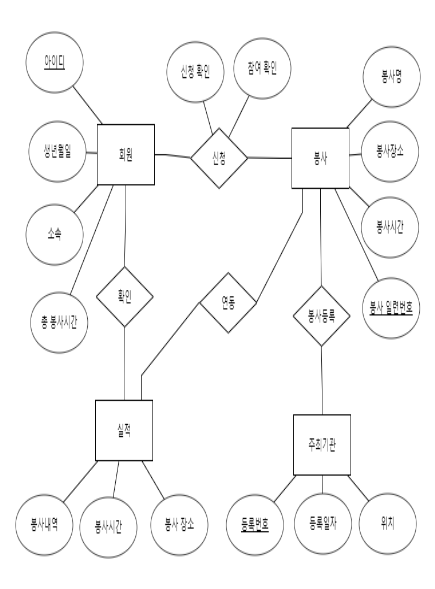 아이디
신청 확인
참여 확인
봉사명
생년월일
회원
신청
봉사
봉사장소
소속
봉사시간
총 봉사시간
확인
연동
봉사등록
봉사 일련번호
실적
주최기관
봉사내역
봉사시간
봉사 장소
등록번호
등록일자
위치